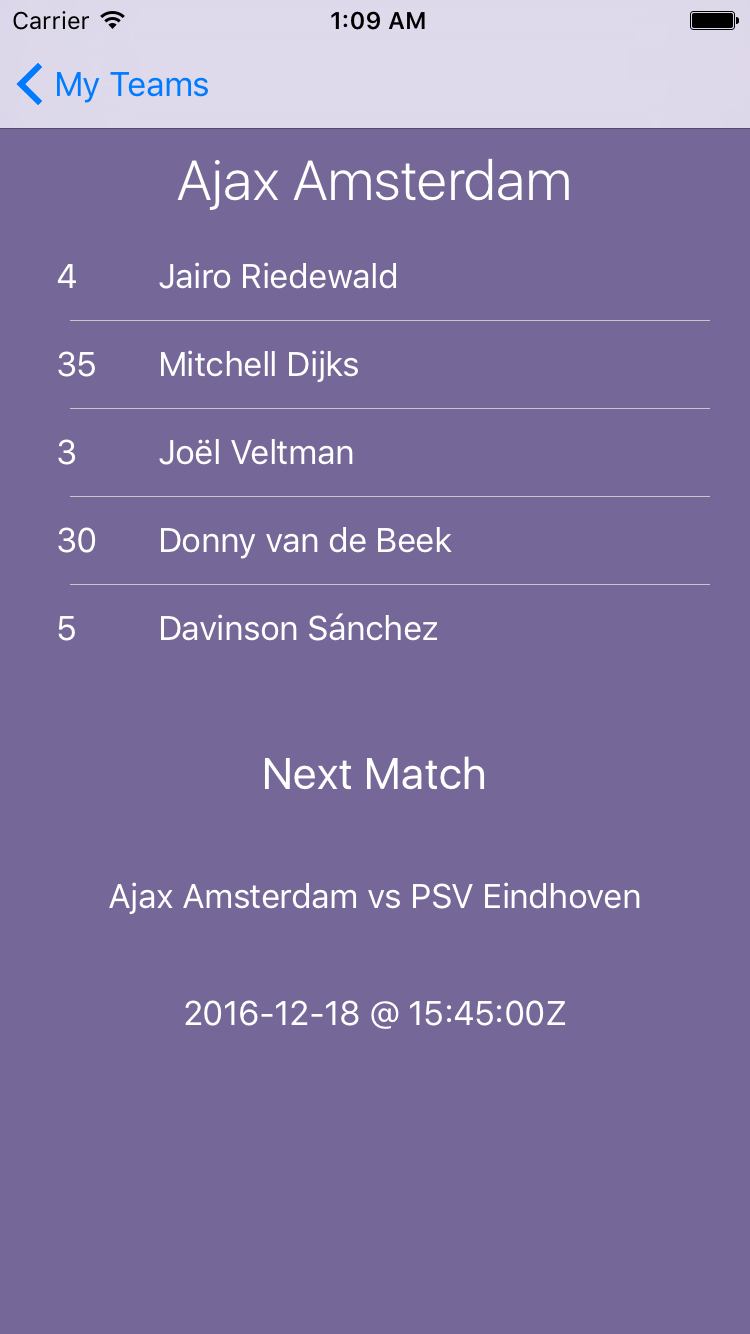 Carrier 1:09 AM
My Teams
Ajax Amsterdam
4 Jairo Riedewald
35 Mitchell Dijks
3 Joël Veltman
30 Donny van de Beek
5 Davinson Sánchez
Next Match
Ajax Amsterdam vs PSV Eindhoven
2016-12-18 @ 15:45:00Z